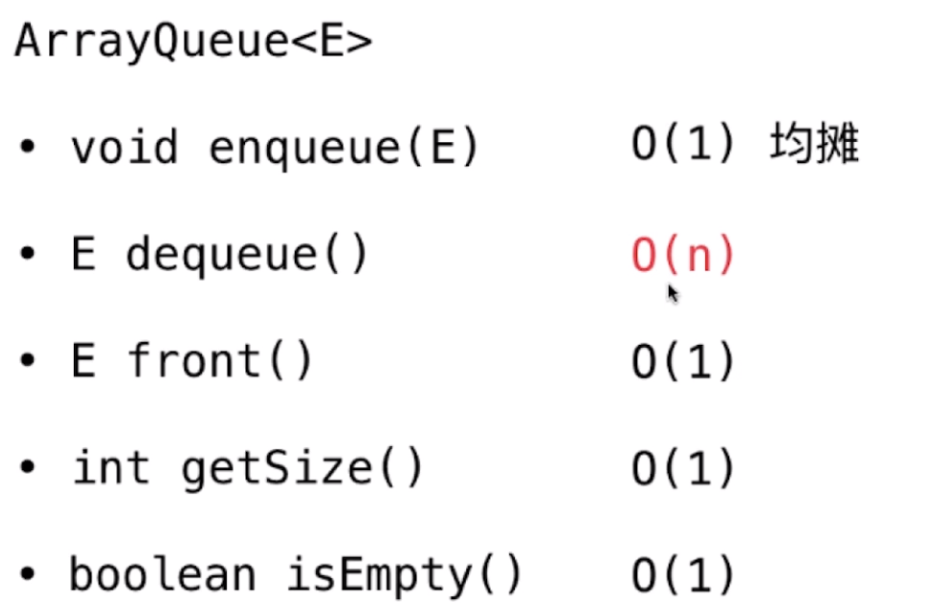 ArrayQueue<E>
• void enqueue(E) O(1) 均摊
• E dequeue() O(n)
• E front() O(1)
• int getSize() O(1)
• boolean isEmpty() O(1)